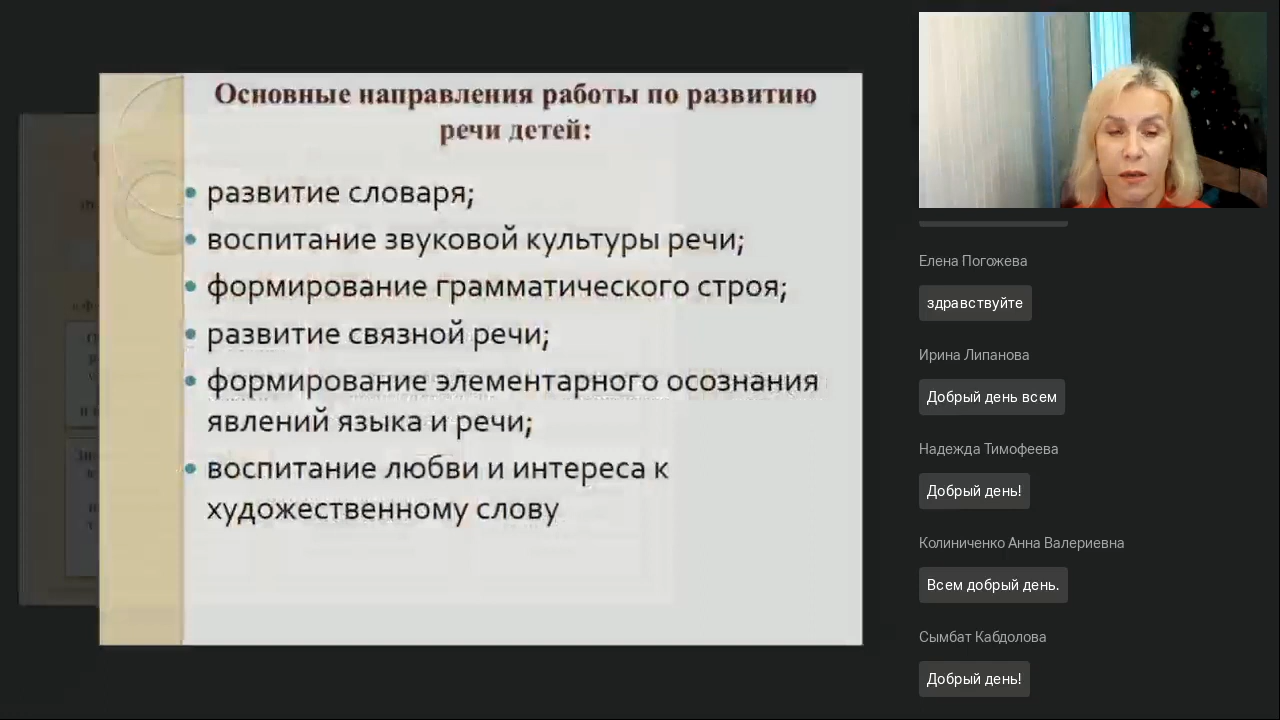 Основные направления работы по развитию
речи детей:
развитие словаря;
воспитание звуковой культуры речи;
формирование грамматического строя;
развитие связной речи;
формирование элементарного осознания
явлений языка и речи;
воспитание любви и интереса к
художественному слову
Елена Погожева
здравствуйте
Ирина Липанова
Добрый день всем
Надежда Тимофеева
Добрый день!
Колиниченко Анна Валериевна
Всем добрый день.
Сымбат Кабдолова
Добрый день!